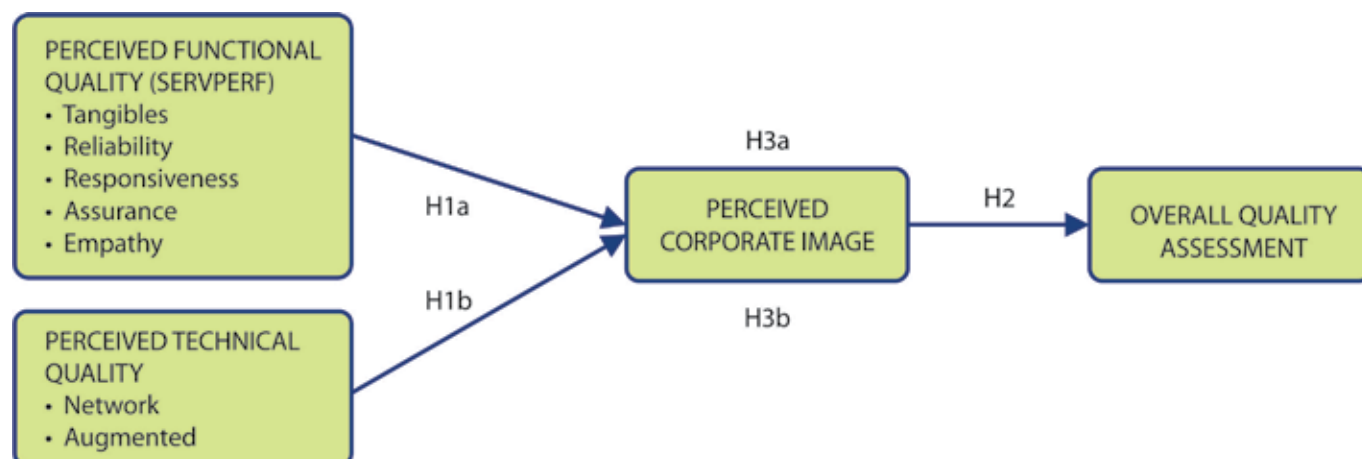 PERCEIVED FUNCTIONAL
QUALITY (SERVPERF)
• Tangibles
• Reliability
• Responsiveness
• Assurance
• Empathy
PERCEIVED TECHNICAL
QUALITY
• Network
• Augmented
H1a
H1b
H3a
PERCEIVED
CORPORATE IMAGE
H3b
H2
OVERALL QUALITY
ASSESSMENT